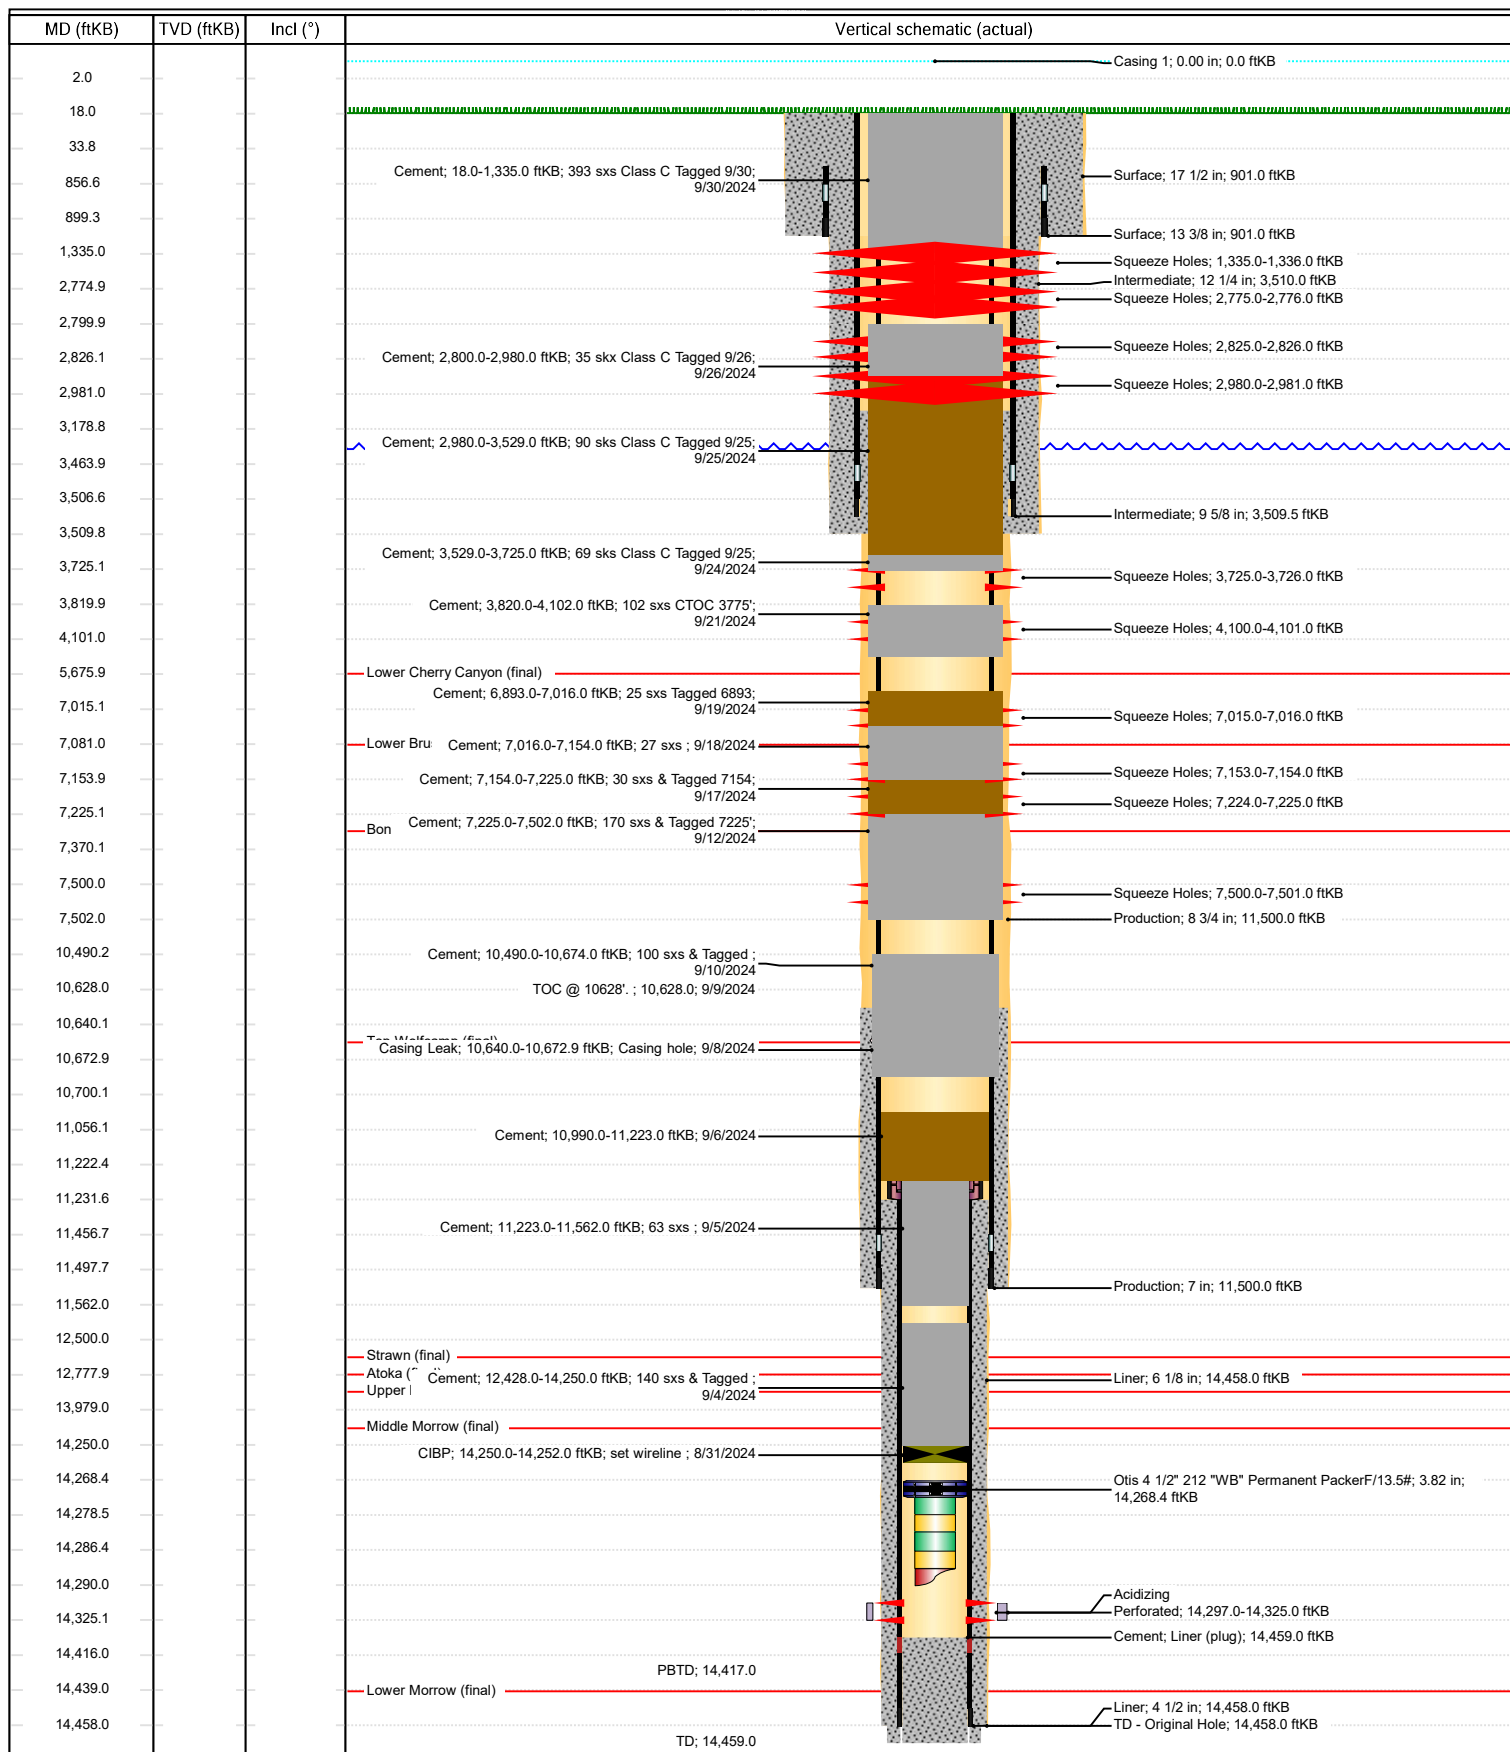 MD (ftKB) TVD (ftKB) Incl (°) Vertical schematic (actual)
Casing 1; 0.00 in; 0.0 ftKB
2.0
18.0
33.8
Cement; 18.0-1,335.0 ftKB; 393 sxs Class C Tagged 9/30;
9/30/2024
Surface; 17 1/2 in; 901.0 ftKB
856.6
899.3
Surface; 13 3/8 in; 901.0 ftKB
1,335.0
Squeeze Holes; 1,335.0-1,336.0 ftKB
Intermediate; 12 1/4 in; 3,510.0 ftKB
2,774.9
Squeeze Holes; 2,775.0-2,776.0 ftKB
2,799.9
Squeeze Holes; 2,825.0-2,826.0 ftKB
2,826.1
Cement; 2,800.0-2,980.0 ftKB; 35 skx Class C Tagged 9/26;
9/26/2024
Squeeze Holes; 2,980.0-2,981.0 ftKB
2,981.0
3,178.8
Cement; 2,980.0-3,529.0 ftKB; 90 sks Class C Tagged 9/25;
9/25/2024
3,463.9
3,506.6
Intermediate; 9 5/8 in; 3,509.5 ftKB
3,509.8
Cement; 3,529.0-3,725.0 ftKB; 69 sks Class C Tagged 9/25;
9/24/2024
3,725.1
Squeeze Holes; 3,725.0-3,726.0 ftKB
3,819.9
Cement; 3,820.0-4,102.0 ftKB; 102 sxs CTOC 3775';
9/21/2024
Squeeze Holes; 4,100.0-4,101.0 ftKB
4,101.0
5,675.9
Lower Cherry Canyon (final)
Cement; 6,893.0-7,016.0 ftKB; 25 sxs Tagged 6893;
9/19/2024
7,015.1
Squeeze Holes; 7,015.0-7,016.0 ftKB
7,081.0
Lower Bru
Cement; 7,016.0-7,154.0 ftKB; 27 sxs ; 9/18/2024
7,153.9
Squeeze Holes; 7,153.0-7,154.0 ftKB
Cement; 7,154.0-7,225.0 ftKB; 30 sxs & Tagged 7154;
9/17/2024
Squeeze Holes; 7,224.0-7,225.0 ftKB
7,225.1
Bon
Cement; 7,225.0-7,502.0 ftKB; 170 sxs & Tagged 7225';
9/12/2024
7,370.1
7,500.0
Squeeze Holes; 7,500.0-7,501.0 ftKB
7,502.0
Production; 8 3/4 in; 11,500.0 ftKB
10,490.2
Cement; 10,490.0-10,674.0 ftKB; 100 sxs & Tagged ;
9/10/2024
10,628.0
TOC @ 10628'. ; 10,628.0; 9/9/2024
10,640.1
Casing Leak; 10,640.0-10,672.9 ftKB; Casing hole; 9/8/2024
10,672.9
10,700.1
11,056.1
Cement; 10,990.0-11,223.0 ftKB; 9/6/2024
11,222.4
11,231.6
Cement; 11,223.0-11,562.0 ftKB; 63 sxs ; 9/5/2024
11,456.7
11,497.7
Production; 7 in; 11,500.0 ftKB
11,562.0
12,500.0
Strawn (final)
12,777.9
Atoka (
Cement; 12,428.0-14,250.0 ftKB; 140 sxs & Tagged ;
9/4/2024
Liner; 6 1/8 in; 14,458.0 ftKB
Upper
13,979.0
Middle Morrow (final)
14,250.0
CIBP; 14,250.0-14,252.0 ftKB; set wireline ; 8/31/2024
14,268.4
Otis 4 1/2" 212 "WB" Permanent PackerF/13.5#; 3.82 in;
14,268.4 ftKB
14,278.5
14,286.4
14,290.0
Acidizing
Perforated; 14,297.0-14,325.0 ftKB
14,325.1
Cement; Liner (plug); 14,459.0 ftKB
14,416.0
PBTD; 14,417.0
14,439.0
Lower Morrow (final)
Liner; 4 1/2 in; 14,458.0 ftKB
14,458.0
TD - Original Hole; 14,458.0 ftKB
TD; 14,459.0